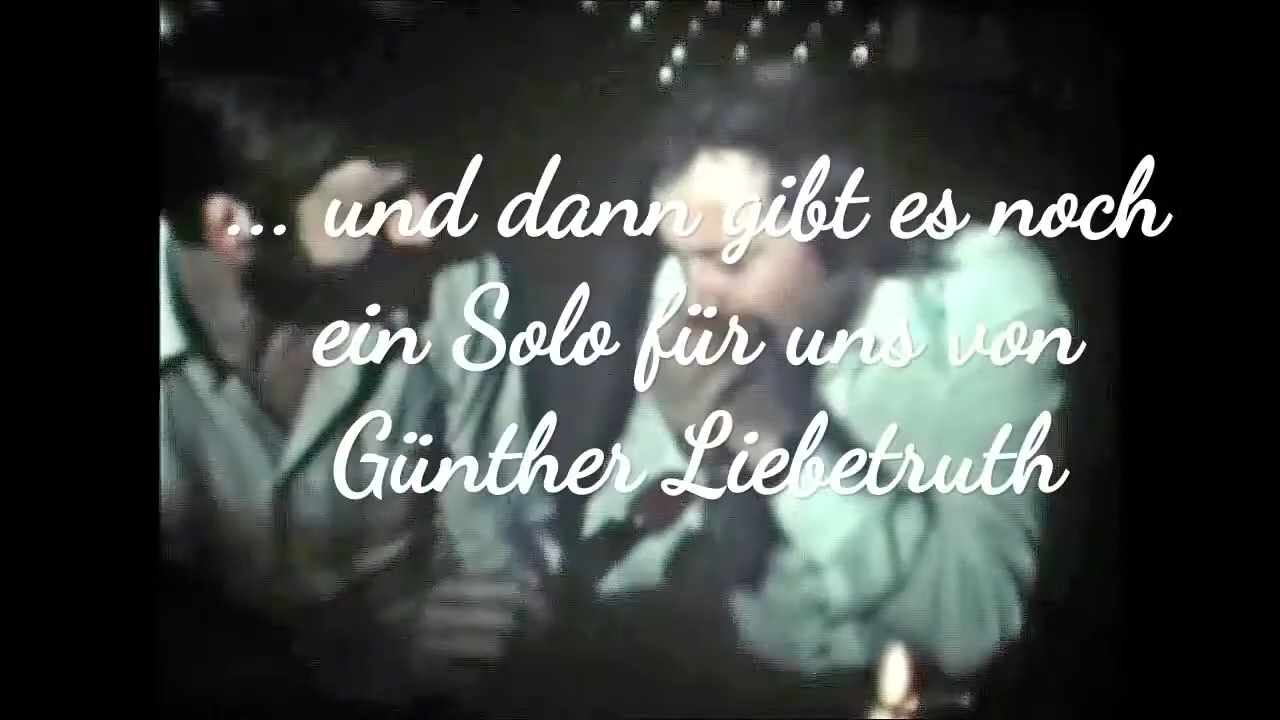 ... und dann gibt es noch
ein Solo für uns von
Günther Liebetruth